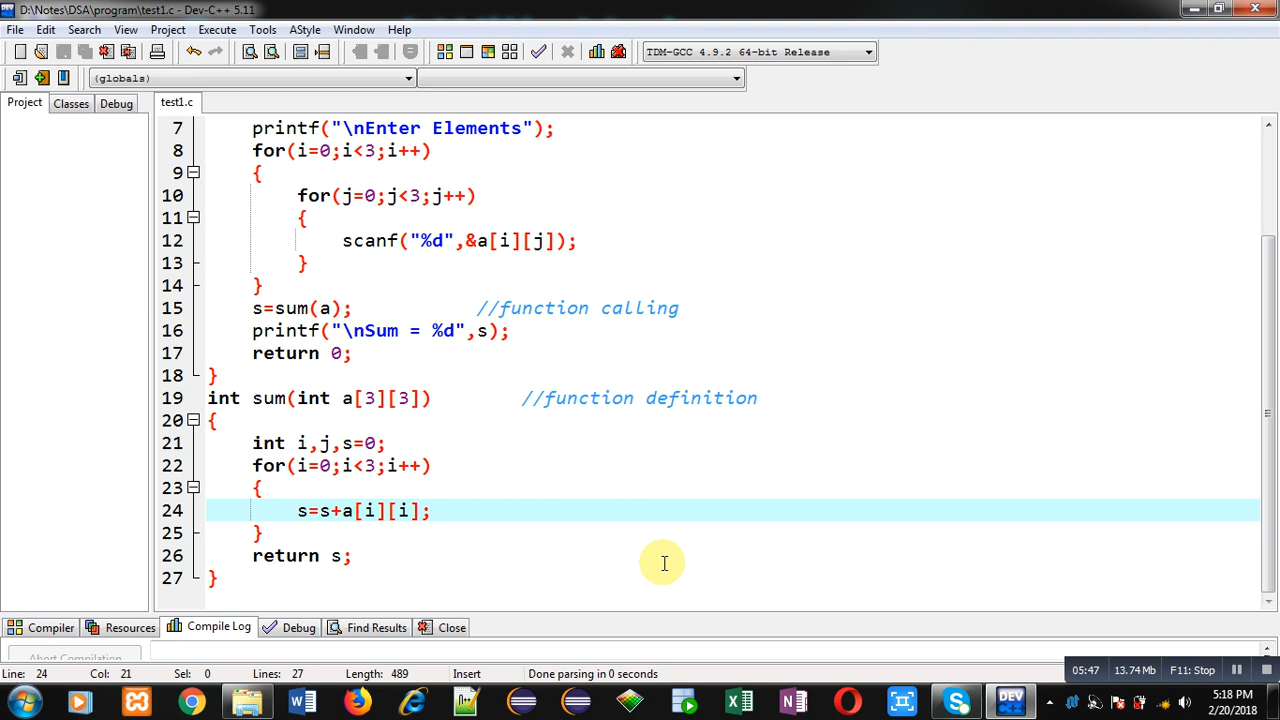 D:\Notes\DSA\program\test1.c - Dev-C++ 5.11
File Edit Search View Project Execute Tools AStyle Window Help
TDM-GCC 4.9.2 64-bit Release
(globals)
Project Classes Debug test1.c
7 printf("\nEnter Elements");
8 for(i=0;i<3;i++)
9 {
10 for(j=0;j<3;j++)
11 {
12 scanf("%d",&a[i][j]);
13 }
14 }
15 s=sum(a); //function calling
16 printf("\nSum = %d",s);
17 return 0;
18 }
19 int sum(int a[3][3]) //function definition
20 {
21 int i,j,s=0;
22 for(i=0;i<3;i++)
23 {
24 s=s+a[i][i];
25 }
26 return s;
27 }
Compiler Resources Compile Log Debug Find Results Close
Abort Compilation
Line: 24 Col: 21 Sel: 0 Lines: 27 Length: 489 Insert Done parsing in 0 seconds
05:47 13.74 Mb F11: Stop
5:18 PM
2/20/2018